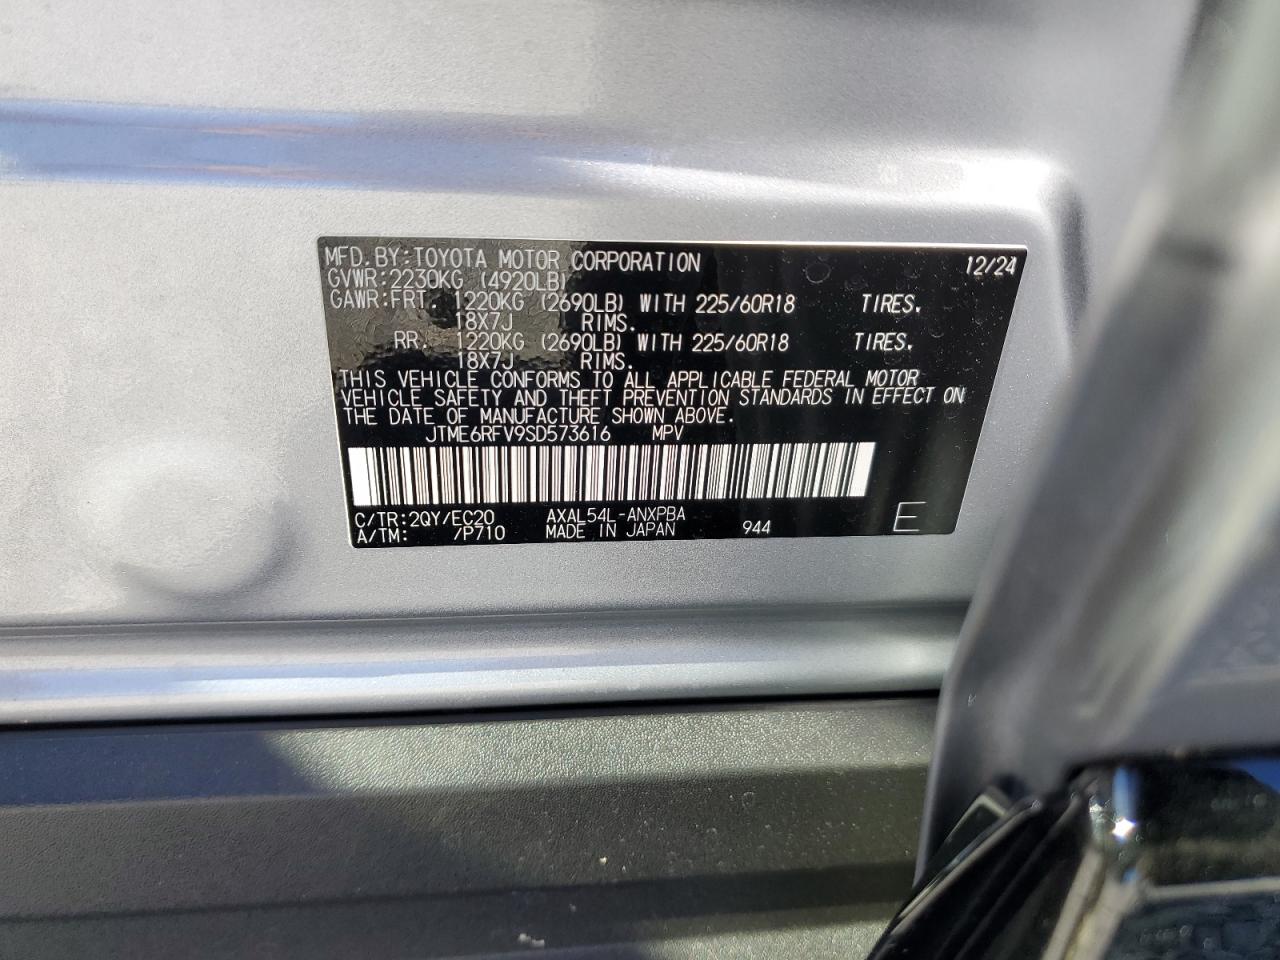 MFD. BY: TOYOTA MOTOR CORPORATION 12/24
GVWR: 2230KG (4920LB)
GAWR: FRT. 1220KG (2690LB) WITH 225/60R18 TIRES.
18X7J RIMS.
RR. 1220KG (2690LB) WITH 225/60R18 TIRES.
18X7J RIMS.
THIS VEHICLE CONFORMS TO ALL APPLICABLE FEDERAL MOTOR
VEHICLE SAFETY AND THEFT PREVENTION STANDARDS IN EFFECT ON
THE DATE OF MANUFACTURE SHOWN ABOVE.
JTME6RFV9SD573616 MPV
C/TR: 2QY/EC20 AXAL54L-ANXPBA
A/TM: /P710 MADE IN JAPAN 944 E